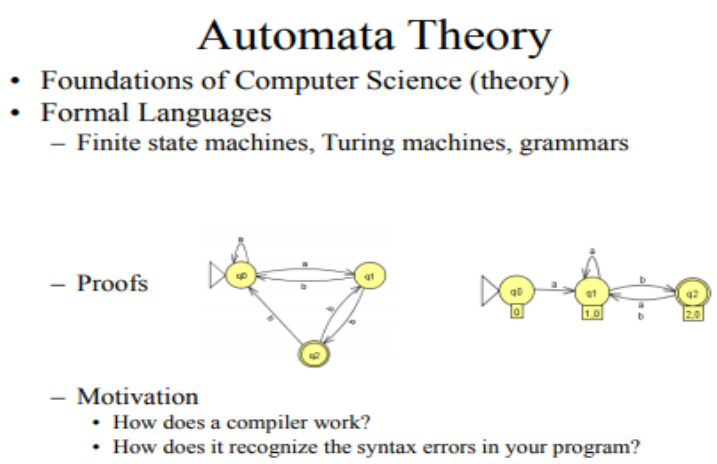 Automata Theory
• Foundations of Computer Science (theory)
• Formal Languages
– Finite state machines, Turing machines, grammars
– Proofs
a
q0
a
b
q1
q2
q0
0
a
a
q1
1,0
b
a
b
q2
2,0
– Motivation
• How does a compiler work?
• How does it recognize the syntax errors in your program?